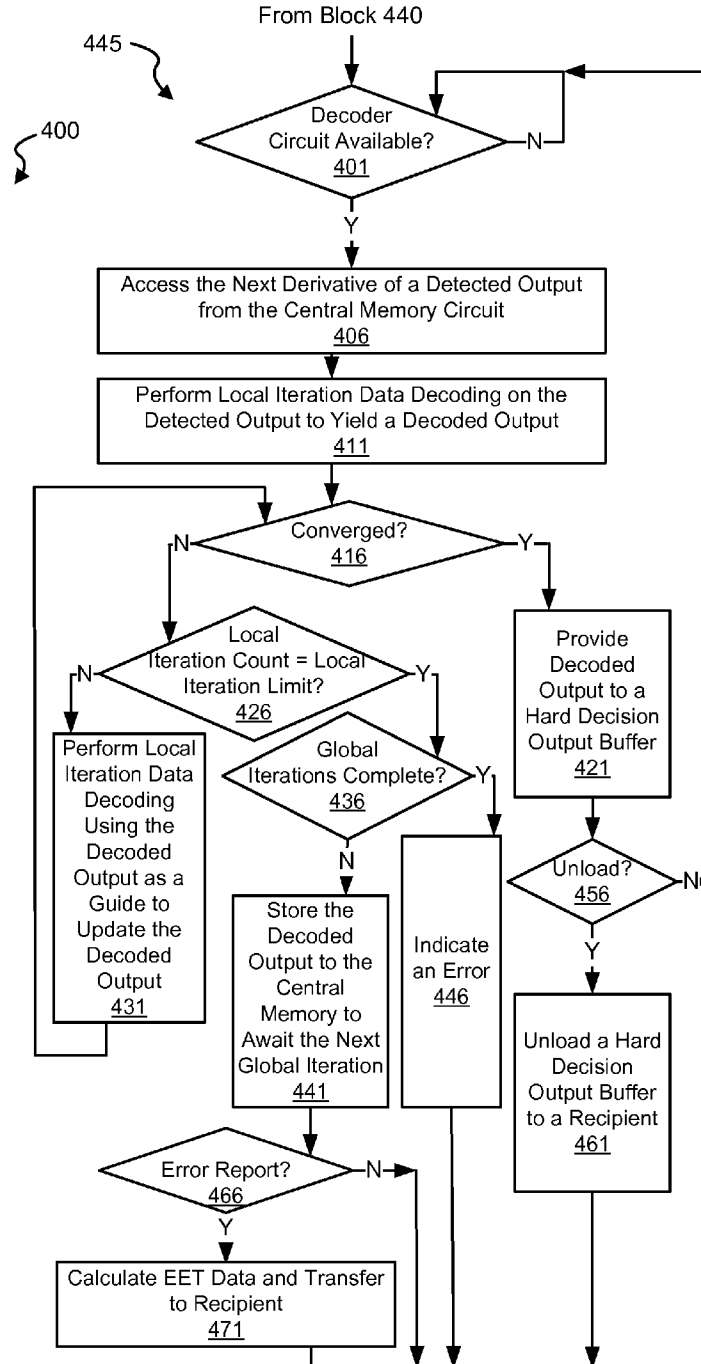 From Block 440
445
400
Decoder
Circuit Available?
401
N
Y
Access the Next Derivative of a Detected Output
from the Central Memory Circuit
406
Perform Local Iteration Data Decoding on the
Detected Output to Yield a Decoded Output
411
Converged?
416
N
Y
Local
Iteration Count = Local
Iteration Limit?
426
N
Y
Provide
Decoded
Output to a
Hard Decision
Output Buffer
421
Perform Local
Iteration Data
Decoding
Using the
Decoded
Output as a
Guide to
Update the
Decoded
Output
431
Global
Iterations Complete?
436
Y
N
Unload?
456
No
Y
Store the
Decoded
Output to the
Central
Memory to
Await the Next
Global Iteration
441
Indicate
an Error
446
Unload a Hard
Decision
Output Buffer
to a Recipient
461
Error Report?
466
N
Y
Calculate EET Data and Transfer
to Recipient
471